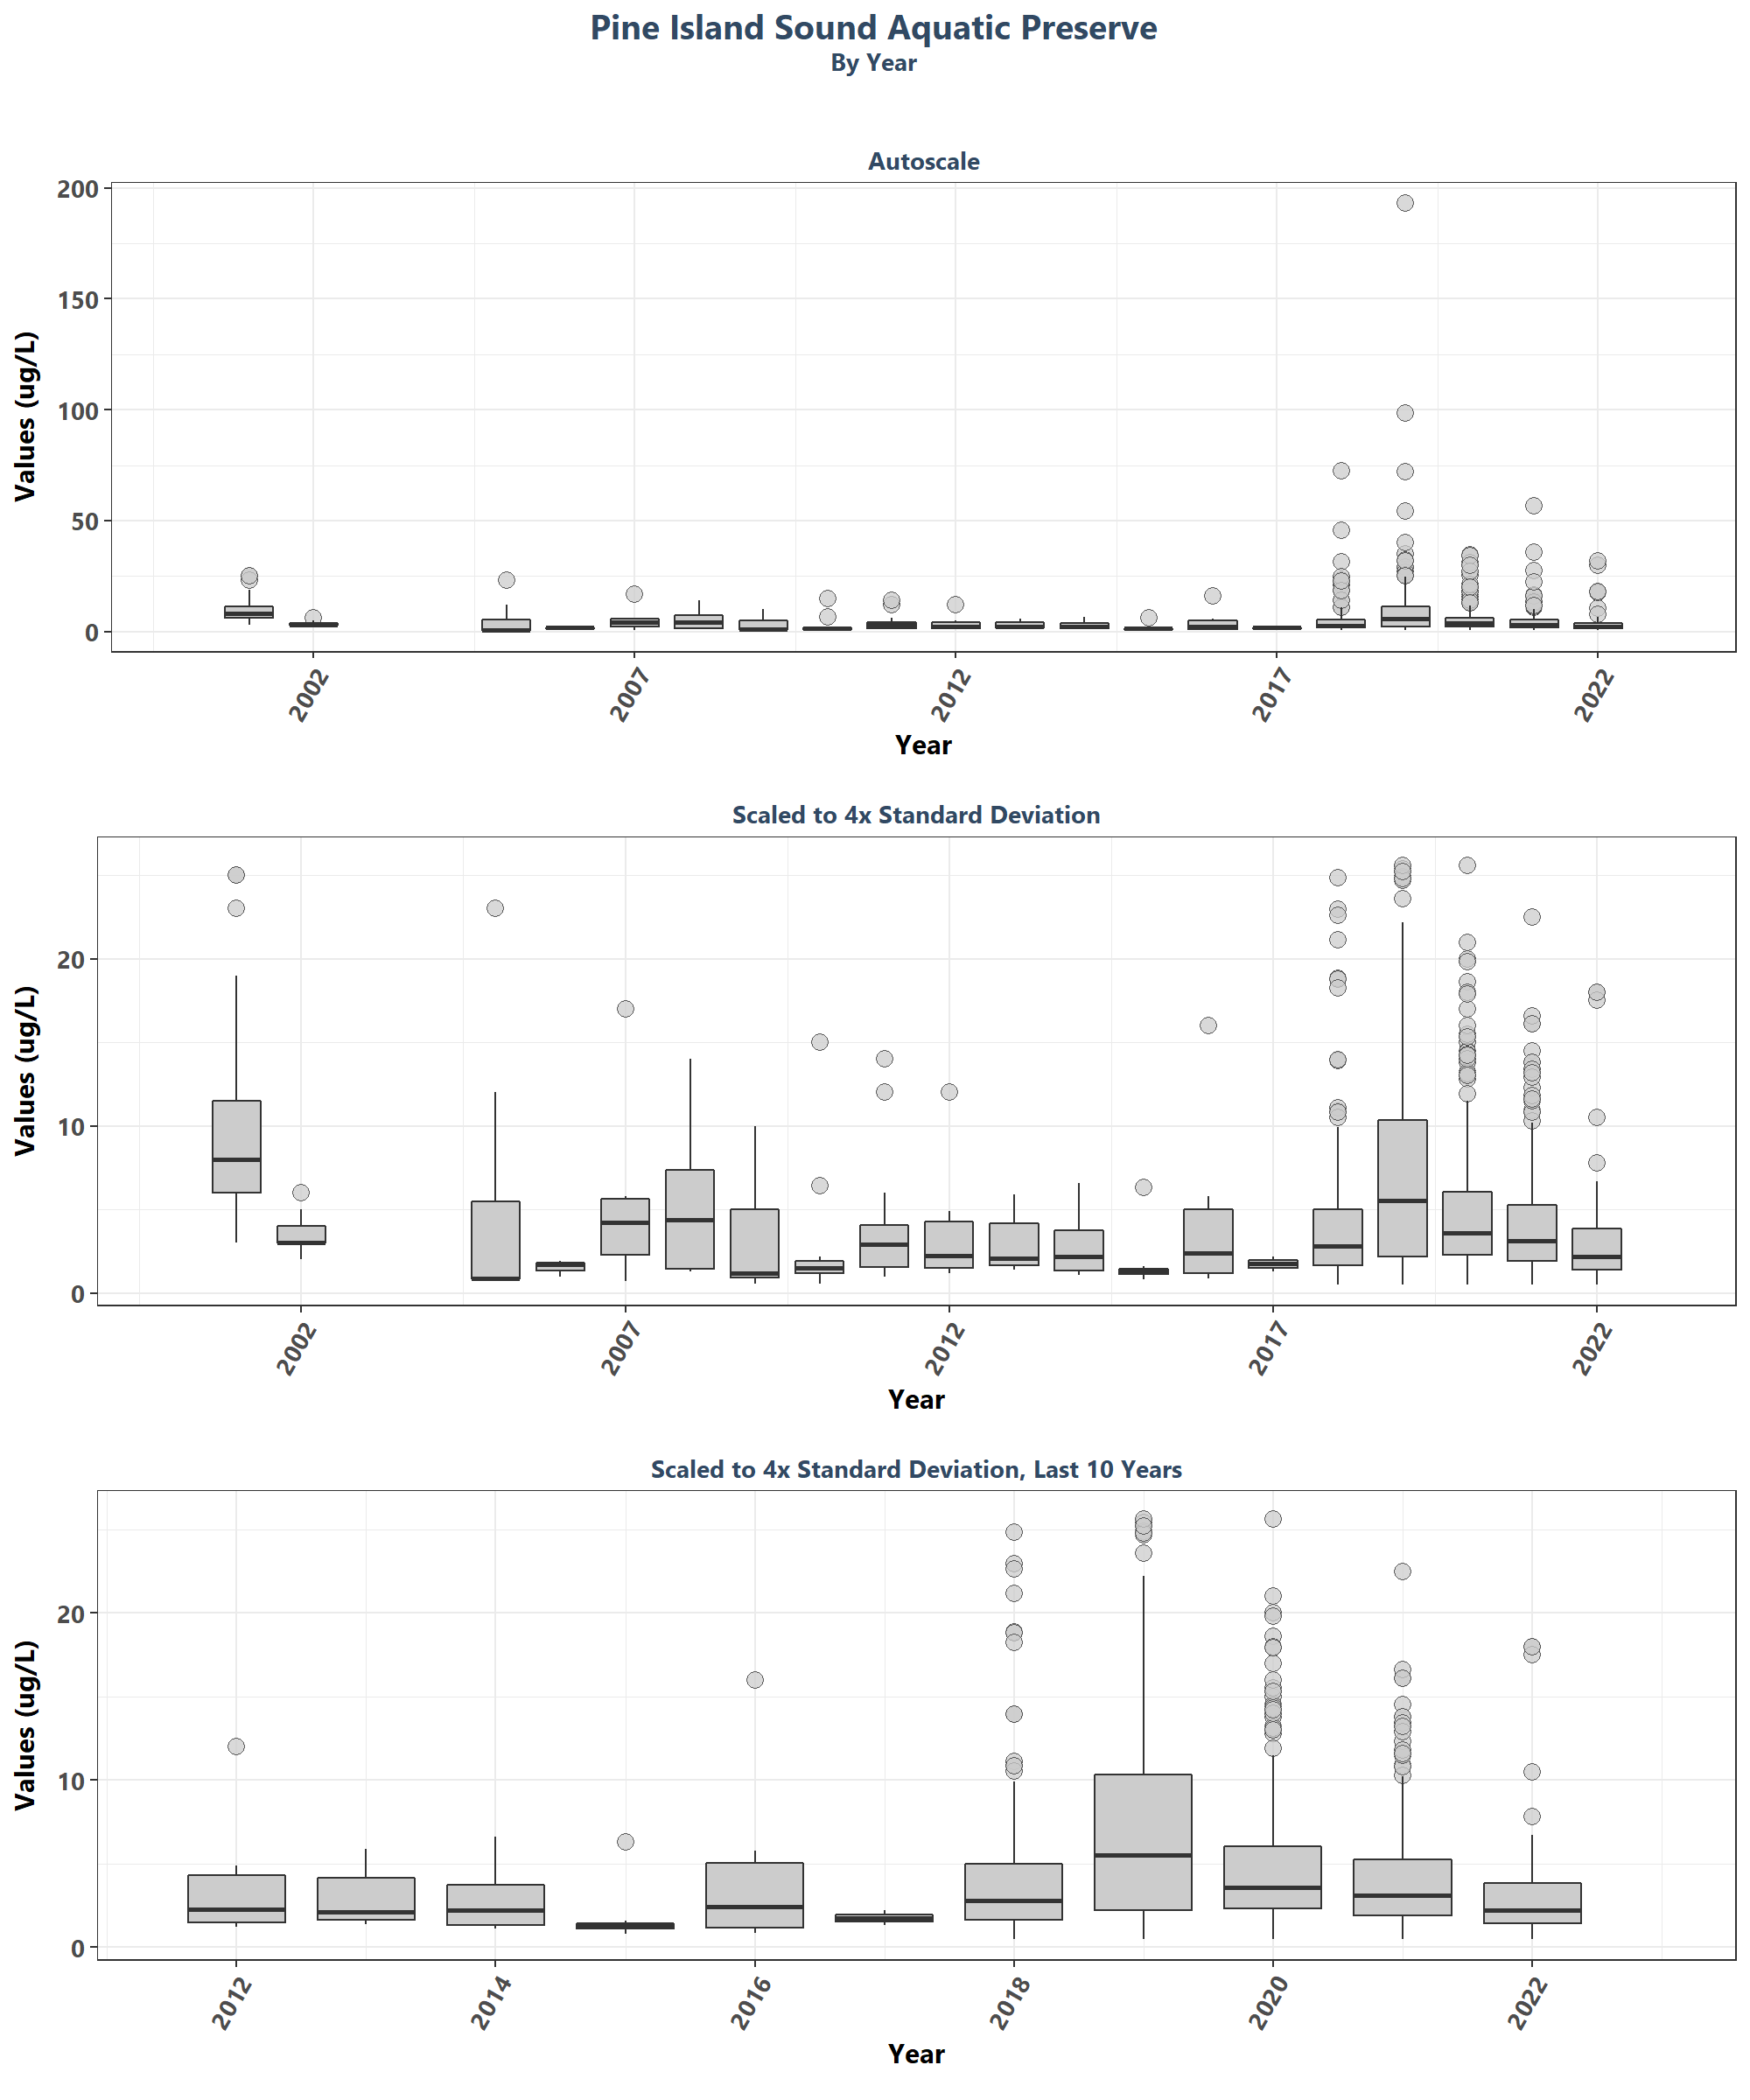 Pine Island Sound Aquatic Preserve
By Year
Autoscale
200
150
100
50
0
Values (ug/L)
2002
2007
2012
2017
2022
Year
Scaled to 4x Standard Deviation
20
10
0
Values (ug/L)
2002
2007
2012
2017
2022
Year
Scaled to 4x Standard Deviation, Last 10 Years
20
10
0
Values (ug/L)
2012
2014
2016
2018
2020
2022
Year